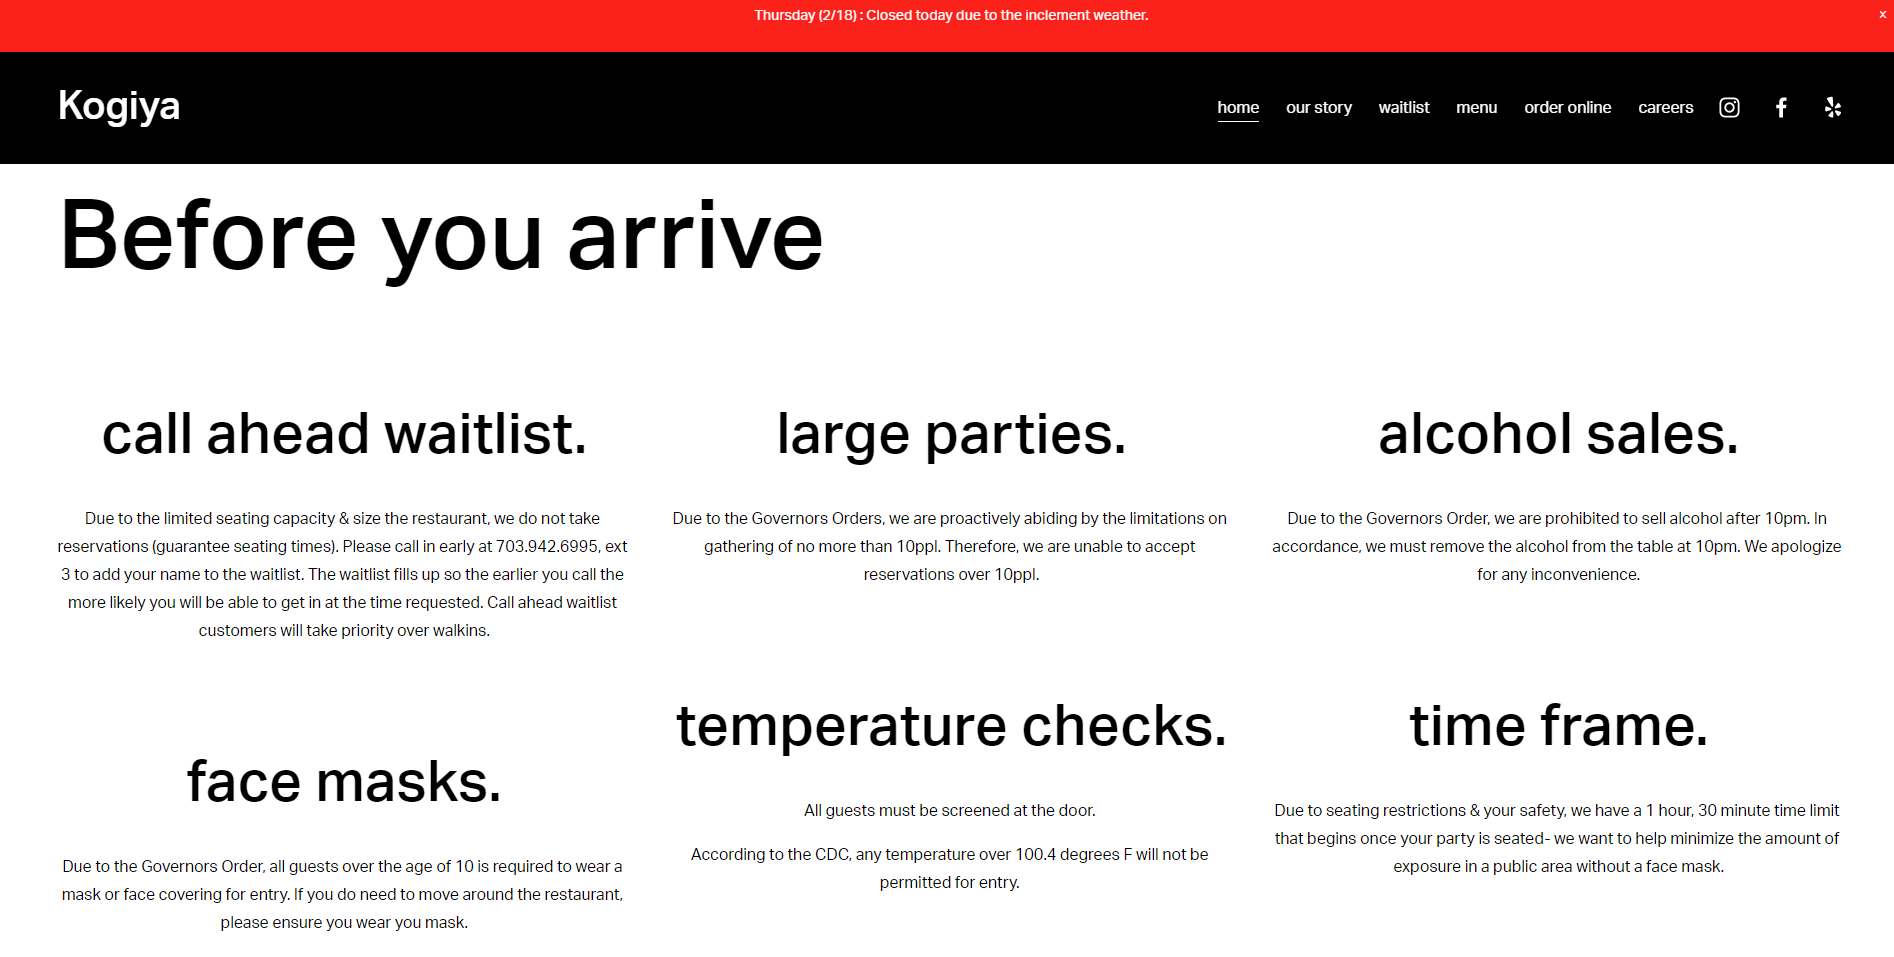 Thursday (2/18) : Closed today due to the inclement weather.
x
Kogiya
home
our story
waitlist
menu
order online
careers
Before you arrive
call ahead waitlist.
Due to the limited seating capacity & size the restaurant, we do not take
reservations (guarantee seating times). Please call in early at 703.942.6995, ext
3 to add your name to the waitlist. The waitlist fills up so the earlier you call the
more likely you will be able to get in at the time requested. Call ahead waitlist
customers will take priority over walkins.
large parties.
Due to the Governors Orders, we are proactively abiding by the limitations on
gathering of no more than 10ppl. Therefore, we are unable to accept
reservations over 10ppl.
alcohol sales.
Due to the Governors Order, we are prohibited to sell alcohol after 10pm. In
accordance, we must remove the alcohol from the table at 10pm. We apologize
for any inconvenience.
face masks.
Due to the Governors Order, all guests over the age of 10 is required to wear a
mask or face covering for entry. If you do need to move around the restaurant,
please ensure you wear you mask.
temperature checks.
All guests must be screened at the door.
According to the CDC, any temperature over 100.4 degrees F will not be
permitted for entry.
time frame.
Due to seating restrictions & your safety, we have a 1 hour, 30 minute time limit
that begins once your party is seated- we want to help minimize the amount of
exposure in a public area without a face mask.